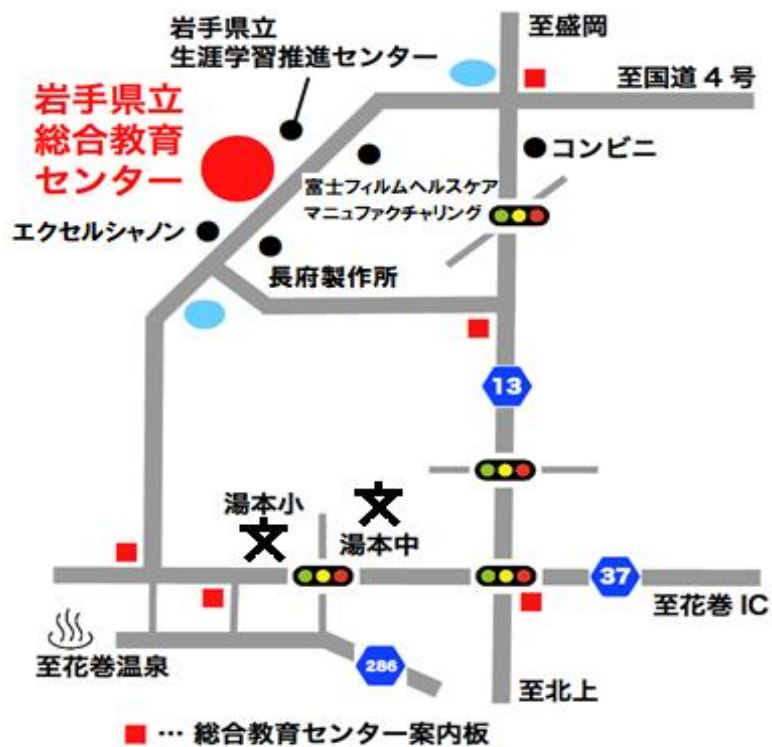 岩手県立
生涯学習推進センター
至盛岡
至国道4号
岩手県立
総合教育
センター
コンビニ
富士フィルムヘルスケア
マニュファクチャリング
エクセルシャノン
長府製作所
13
湯本小
湯本中
37
至花巻IC
至花巻温泉
286
至北上
■ … 総合教育センター案内板